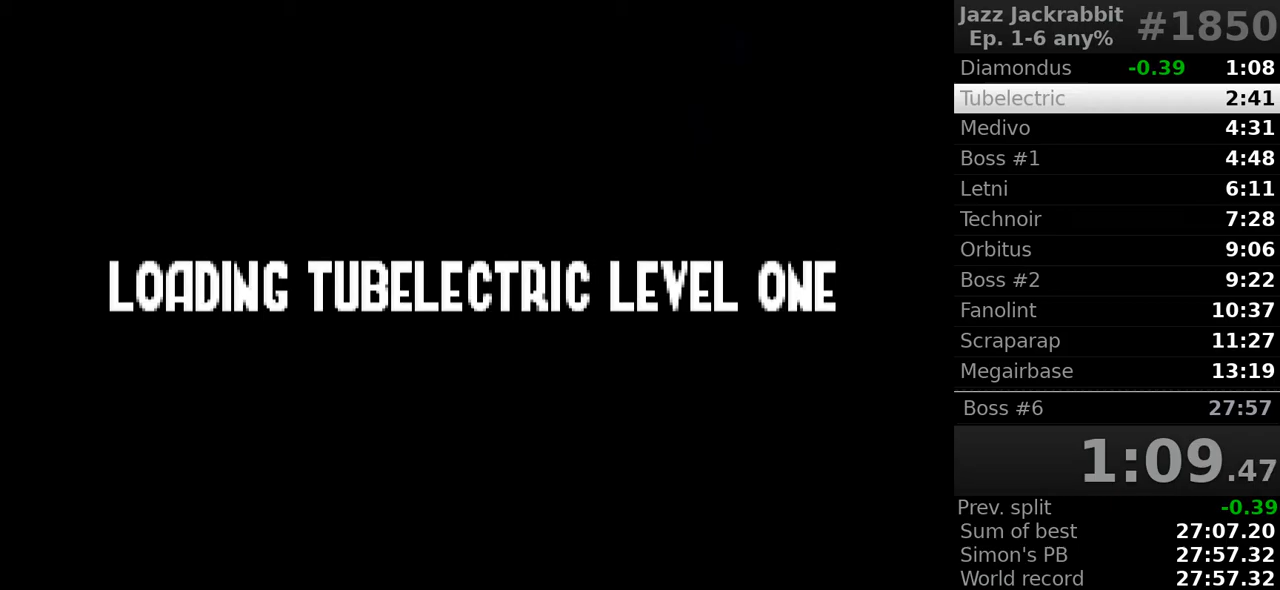 LOADING TUBELECTRIC LEVEL ONE
Jazz Jackrabbit
Ep. 1-6 any%
#1850
Diamondus -0.39 1:08
Tubelectric 2:41
Medivo 4:31
Boss #1 4:48
Letni 6:11
Technoir 7:28
Orbitus 9:06
Boss #2 9:22
Fanolint 10:37
Scraparap 11:27
Megairbase 13:19
Boss #6 27:57
1:09.47
Prev. split -0.39
Sum of best 27:07.20
Simon's PB 27:57.32
World record 27:57.32